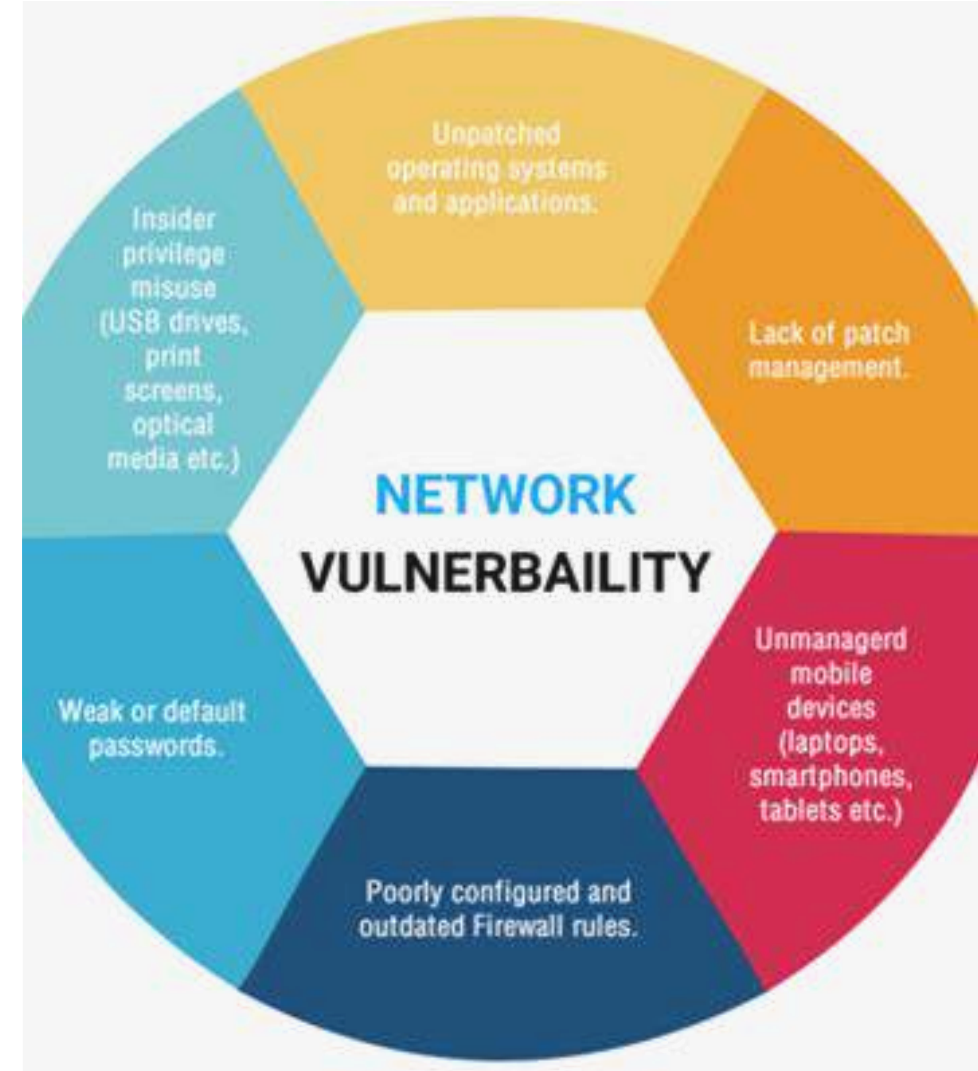 Unpatched
operating systems
and applications.
Lack of patch
management.
Unmanagerd
mobile
devices
(laptops,
smartphones,
tablets etc.)
Poorly configured and
outdated Firewall rules.
Weak or default
passwords.
Insider
privilege
misuse
(USB drives,
print
screens,
optical
media etc.)
NETWORK
VULNERBAILITY